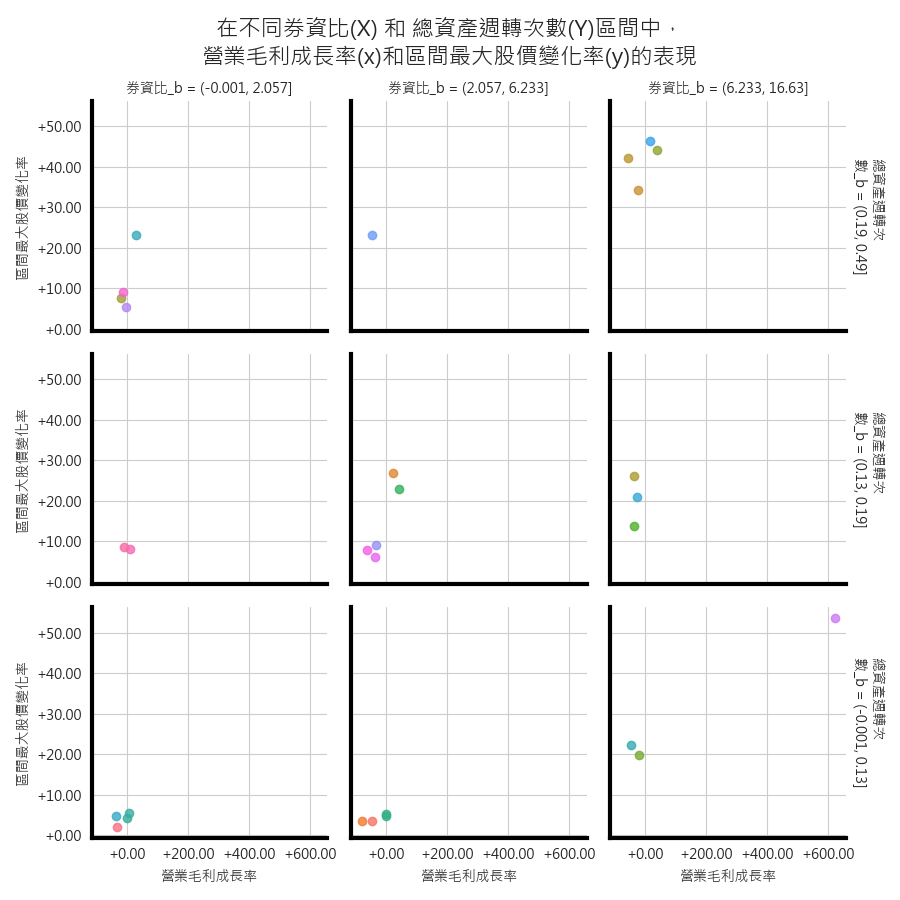 在不同券資比(X) 和 總資產週轉次數(Y)區間中，
營業毛利成長率(x)和區間最大股價變化率(y)的表現
券資比_b = (-0.001, 2.057]
券資比_b = (2.057, 6.233]
券資比_b = (6.233, 16.63]
+50.00
+40.00
+30.00
+20.00
+10.00
+0.00
區間最大股價變化率
總資產週轉次
數_b = (0.19, 0.49]
+50.00
+40.00
+30.00
+20.00
+10.00
+0.00
區間最大股價變化率
總資產週轉次
數_b = (0.13, 0.19]
+50.00
+40.00
+30.00
+20.00
+10.00
+0.00
區間最大股價變化率
總資產週轉次
數_b = (-0.001, 0.13]
+0.00 +200.00 +400.00 +600.00
+0.00 +200.00 +400.00 +600.00
+0.00 +200.00 +400.00 +600.00
營業毛利成長率
營業毛利成長率
營業毛利成長率